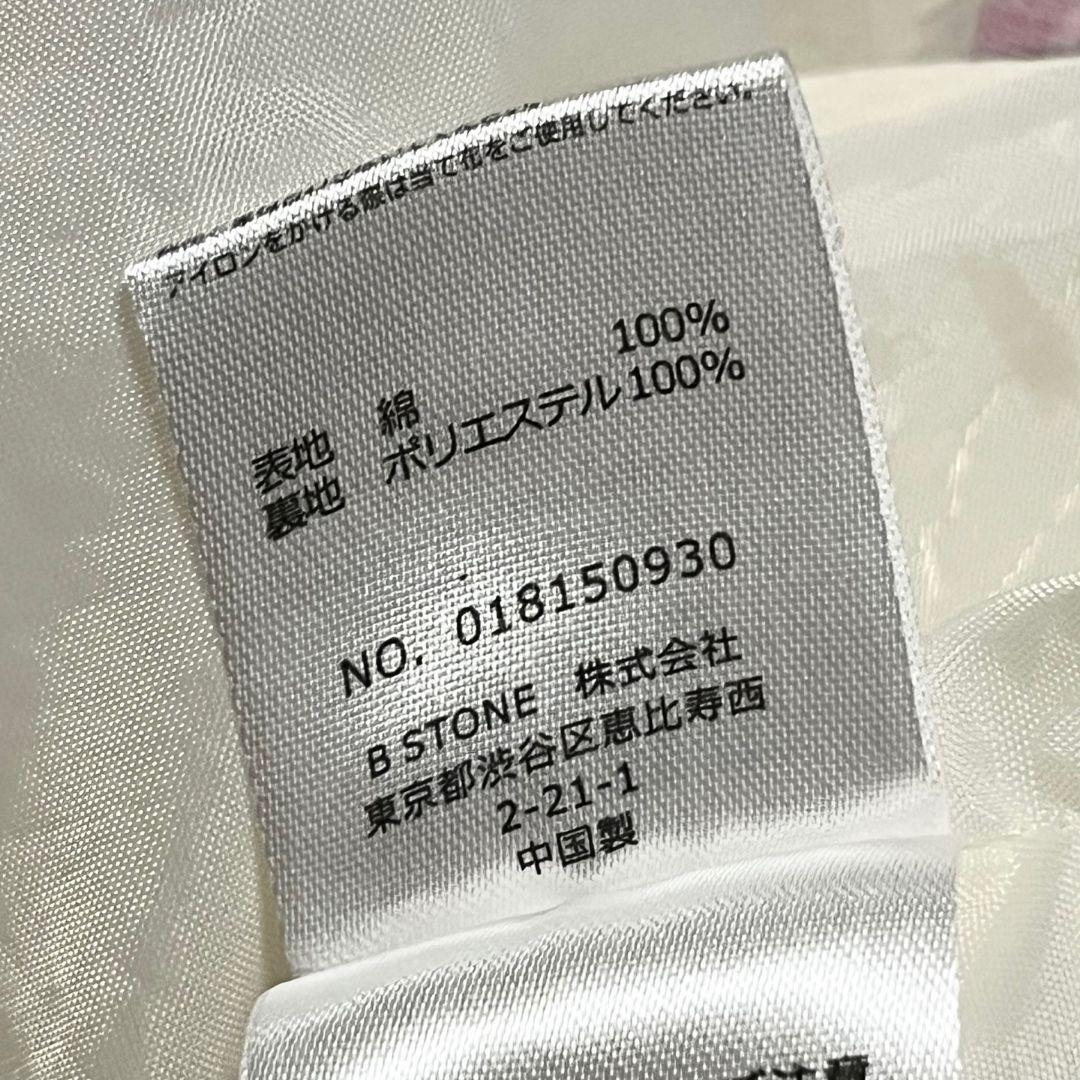 アイロンをかける際は当て布をご使用してください。
表地 綿 100%
裏地 ポリエステル100%
NO. 018150930
B STONE 株式会社
東京都渋谷区恵比寿西
2-21-1
中国製
注意